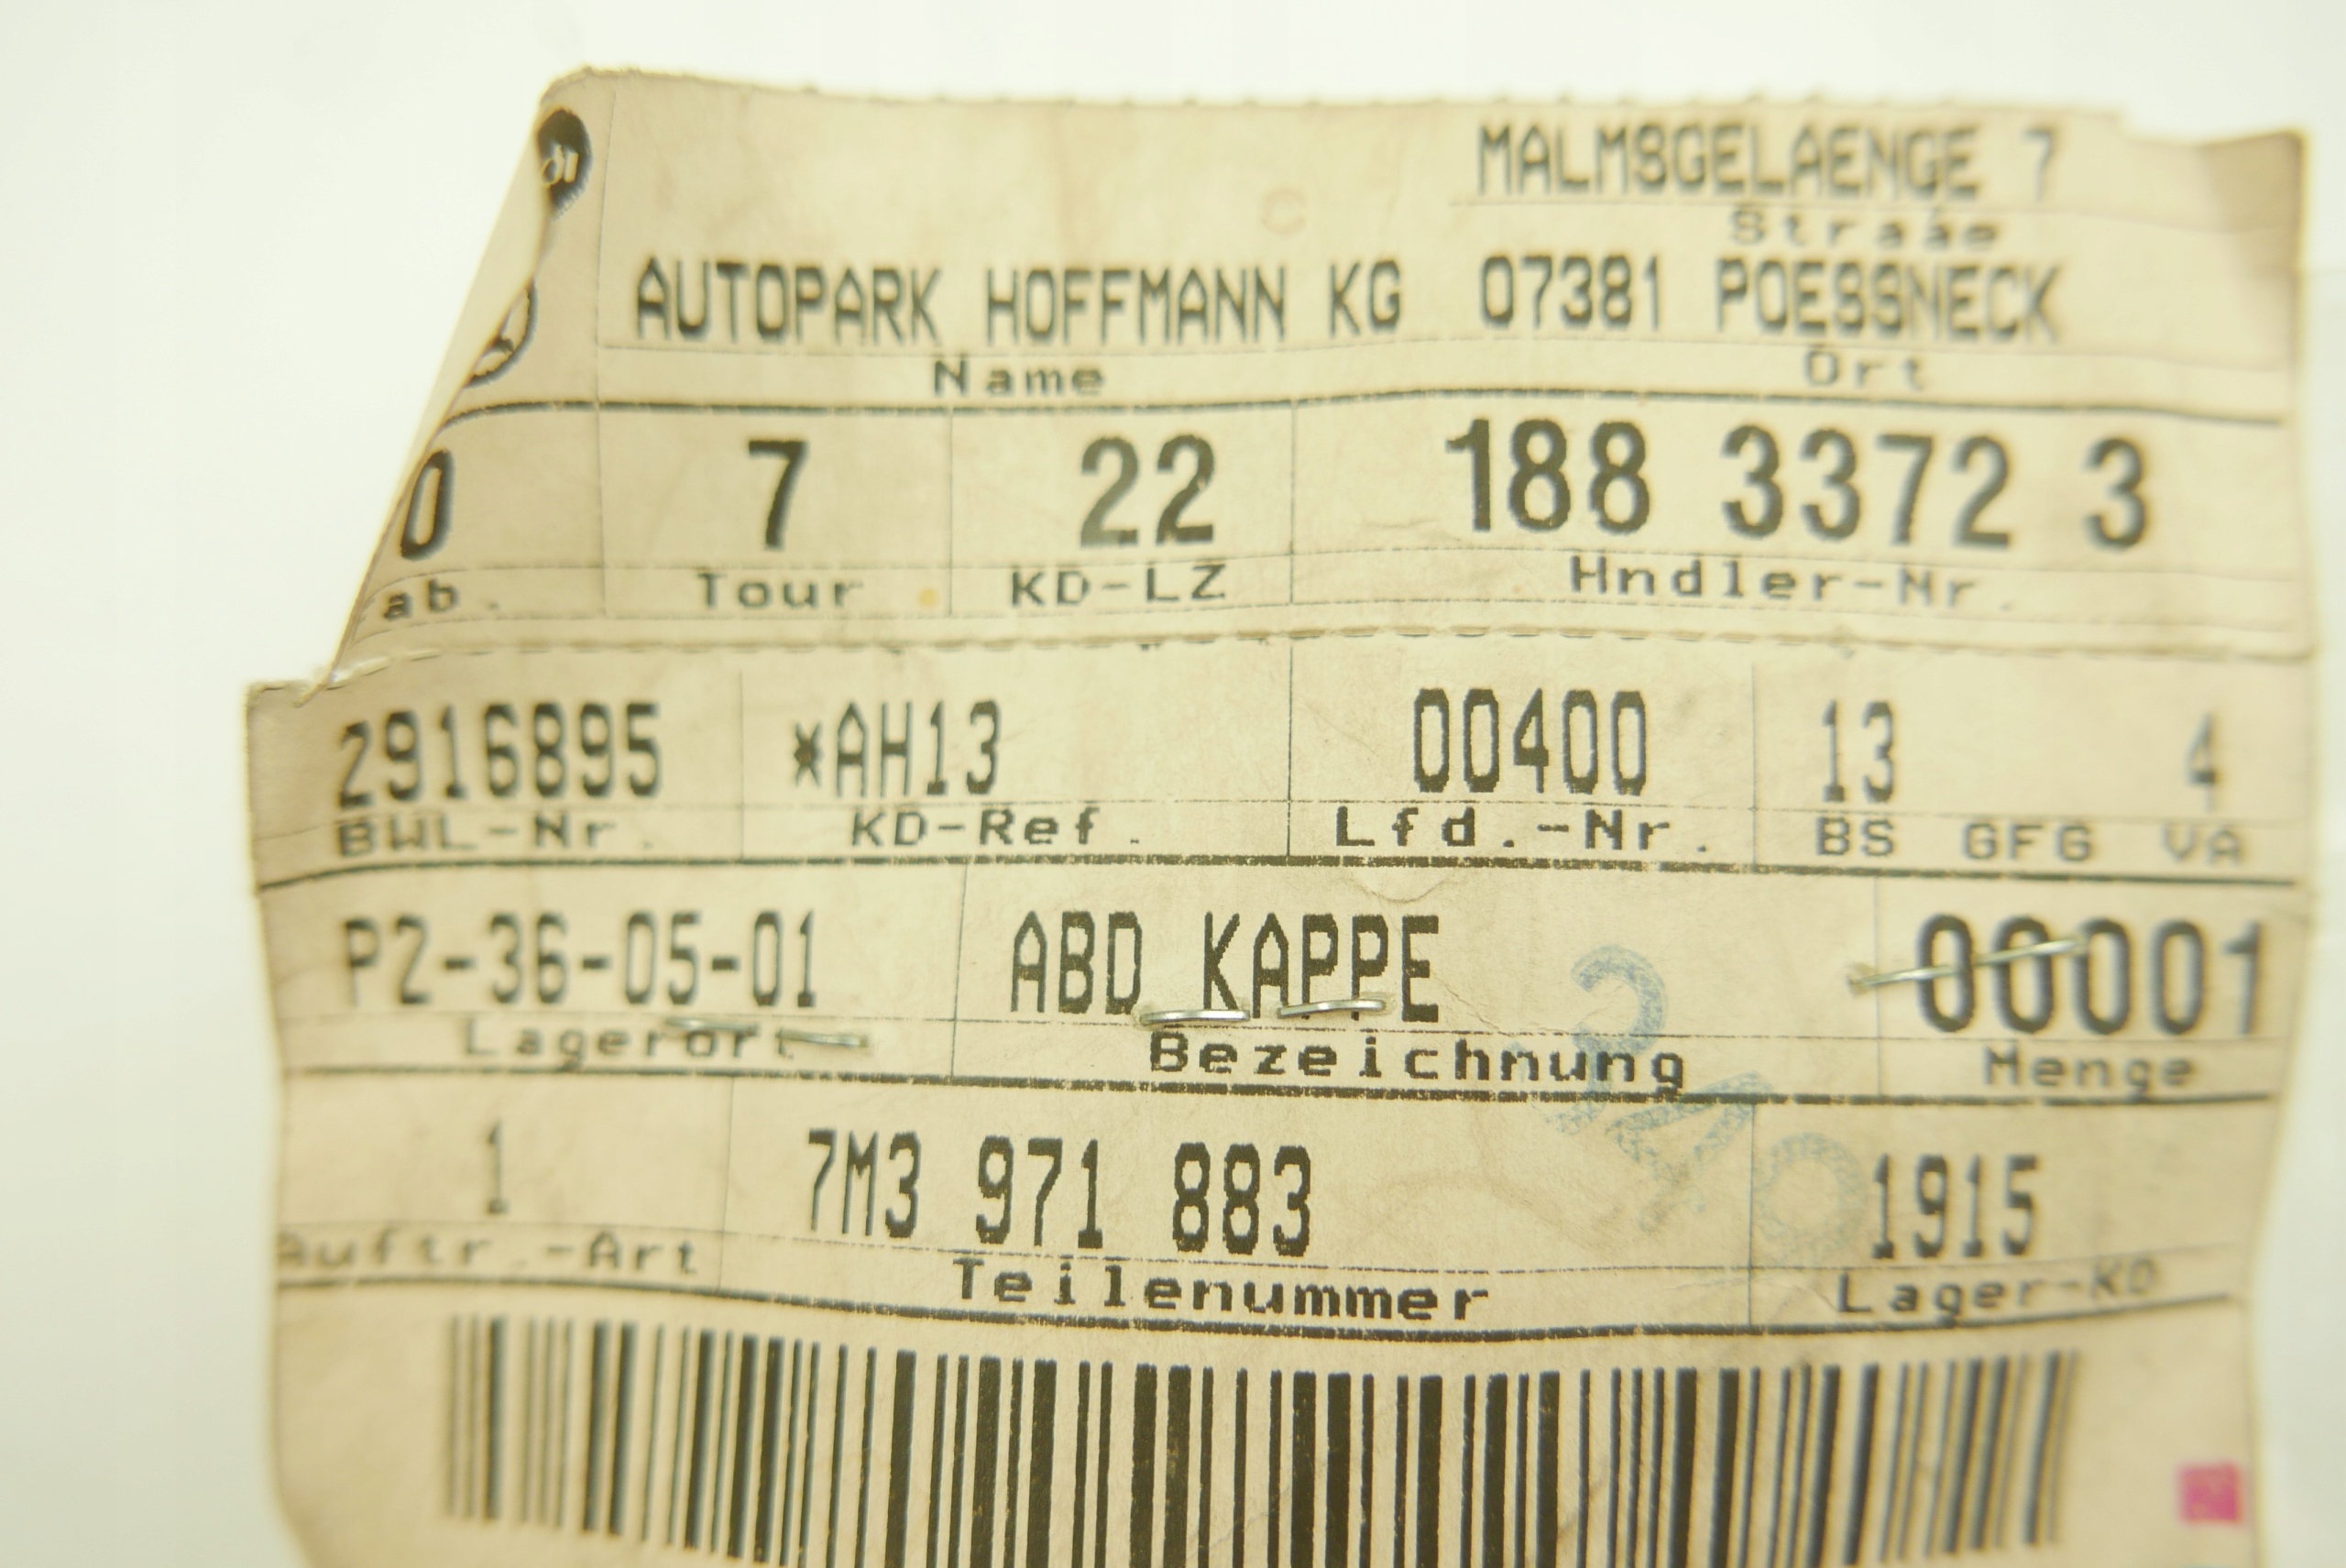 MALMSGELAENGE 7
Straáe
AUTOPARK HOFFMANN KG 07381 POESSNECK
Name Ort
0 7 22 188 3372 3
ab. Tour KD-LZ Hndler-Nr.
2916895 *AH13 00400 13 4
BWL-Nr. KD-Ref. Lfd.-Nr. BS GFG VA
P2-36-05-01 ABD KAPPE 00001
Lagerort Bezeichnung Menge
1 7M3 971 883 1915
Auftr.-Art Teilenummer Lager-KD